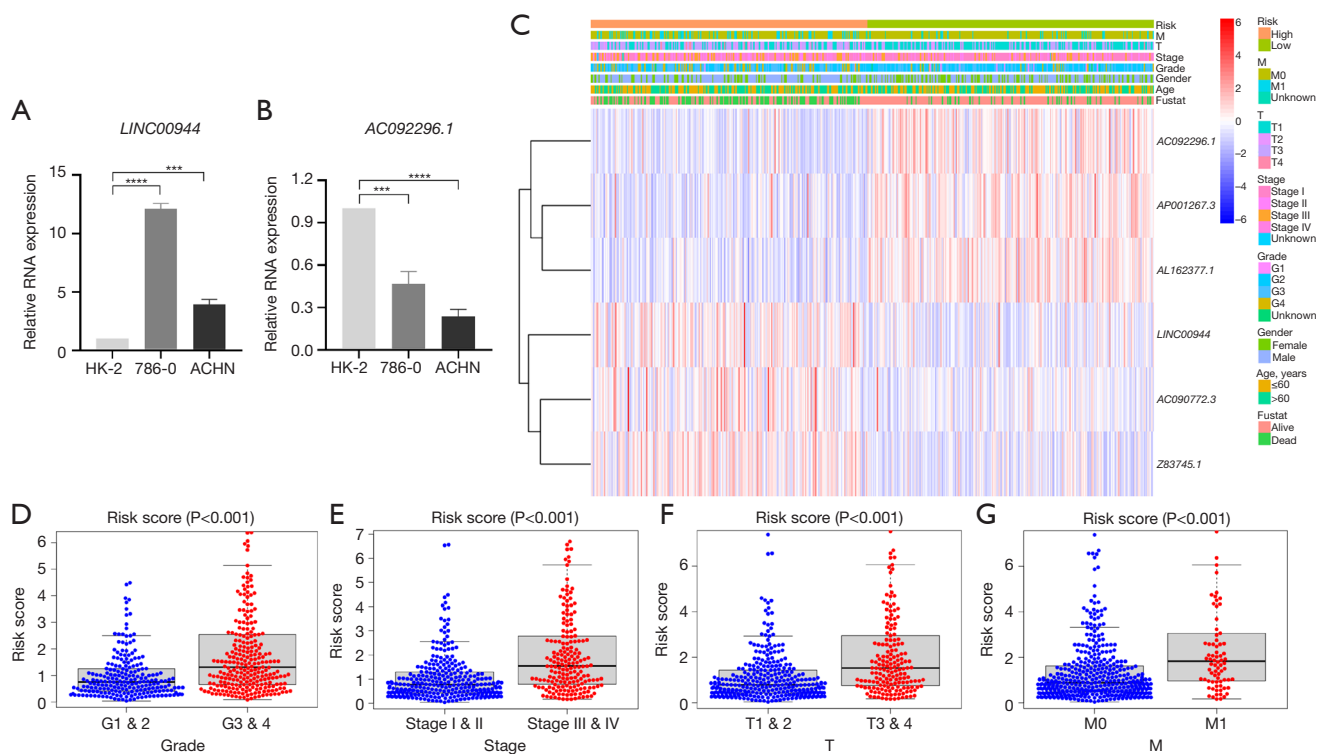 A
LINC00944
Relative RNA expression
15
10
5
0
****
***
HK-2 786-0 ACHN
B
AC092296.1
Relative RNA expression
1.2
0.9
0.6
0.3
0.0
***
****
HK-2 786-0 ACHN
C
Risk
M
T
Stage
Grade
Gender
Age
Fustat
AC092296.1
AP001267.3
AL162377.1
LINC00944
AC090772.3
Z83745.1
6
4
2
0
−2
−4
−6
Risk
High
Low
M
M0
M1
Unknown
T
T1
T2
T3
T4
Stage
Stage I
Stage II
Stage III
Stage IV
Unknown
Grade
G1
G2
G3
G4
Unknown
Gender
Female
Male
Age, years
≤60
>60
Fustat
Alive
Dead
D
Risk score (P<0.001)
Risk score
6
5
4
3
2
1
0
G1 & 2 G3 & 4
Grade
E
Risk score (P<0.001)
Risk score
7
6
5
4
3
2
1
0
Stage I & II Stage III & IV
Stage
F
Risk score (P<0.001)
Risk score
6
4
2
0
T1 & 2 T3 & 4
T
G
Risk score (P<0.001)
Risk score
6
4
2
0
M0 M1
M